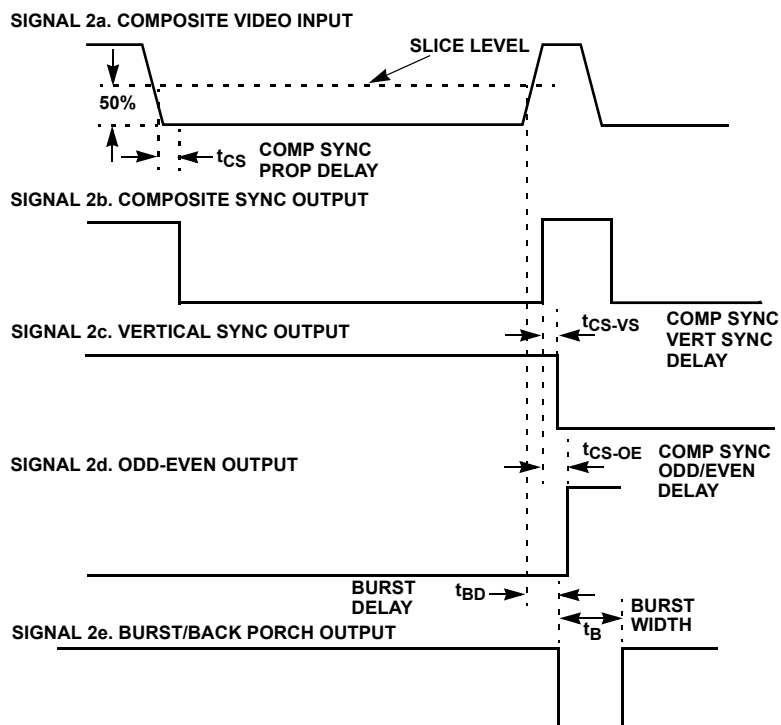 SIGNAL 2a. COMPOSITE VIDEO INPUT
SLICE LEVEL
50%
tCS
COMP SYNC
PROP DELAY
SIGNAL 2b. COMPOSITE SYNC OUTPUT
SIGNAL 2c. VERTICAL SYNC OUTPUT
tCS-VS
COMP SYNC
VERT SYNC
DELAY
SIGNAL 2d. ODD-EVEN OUTPUT
tCS-OE
COMP SYNC
ODD/EVEN
DELAY
BURST
DELAY
tBD
tB
BURST
WIDTH
SIGNAL 2e. BURST/BACK PORCH OUTPUT